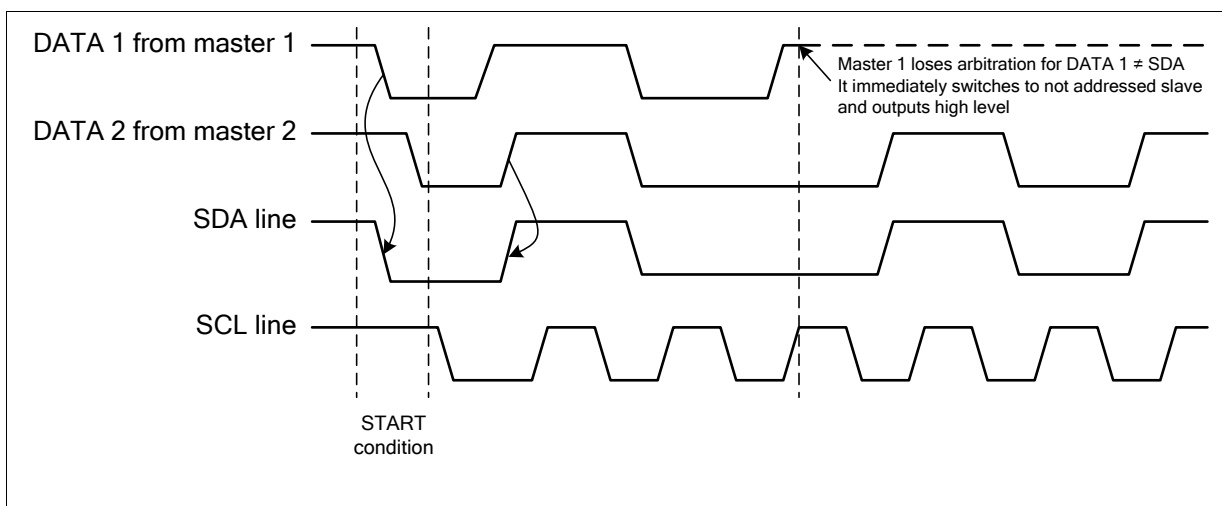 DATA 1 from master 1
Master 1 loses arbitration for DATA 1 ≠ SDA
It immediately switches to not addressed slave
and outputs high level
DATA 2 from master 2
SDA line
SCL line
START
condition